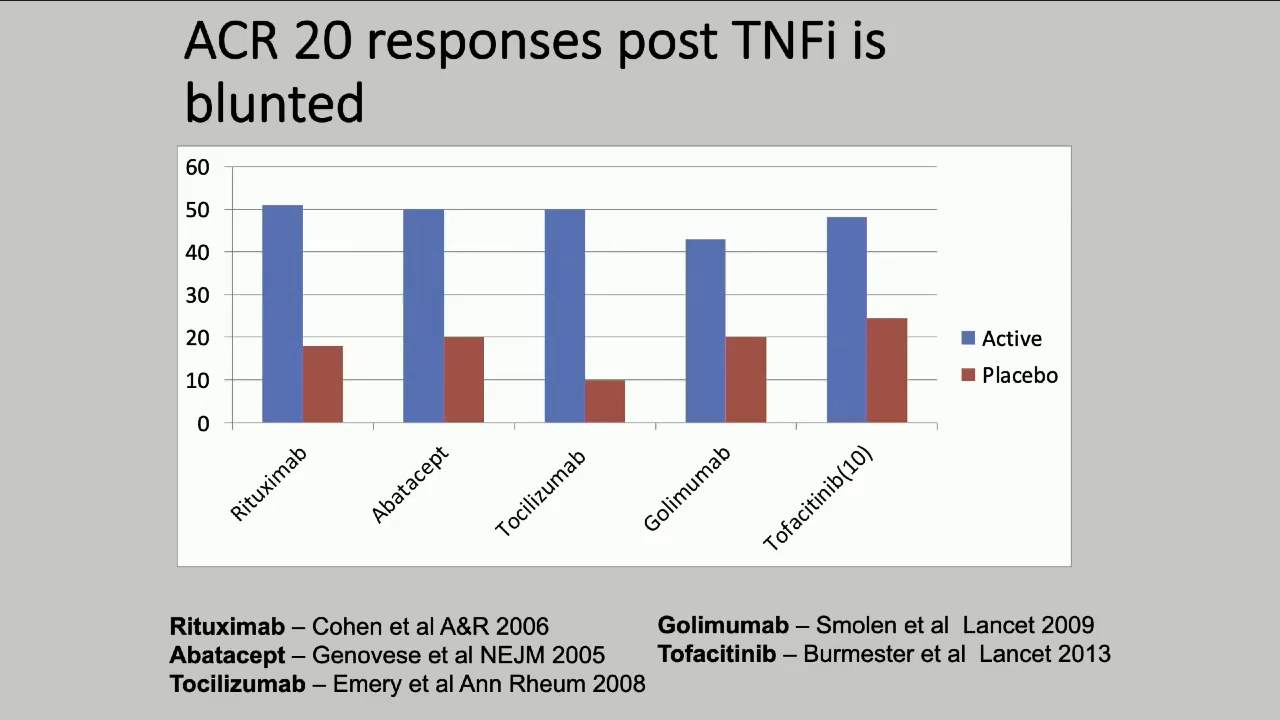 ACR 20 responses post TNFi is
blunted
60
50
40
30
20
10
0
Active
Placebo
Rituximab
Abatacept
Tocilizumab
Golimumab
Tofacitinib(10)
Rituximab – Cohen et al A&R 2006
Abatacept – Genovese et al NEJM 2005
Tocilizumab – Emery et al Ann Rheum 2008
Golimumab – Smolen et al  Lancet 2009
Tofacitinib – Burmester et al  Lancet 2013